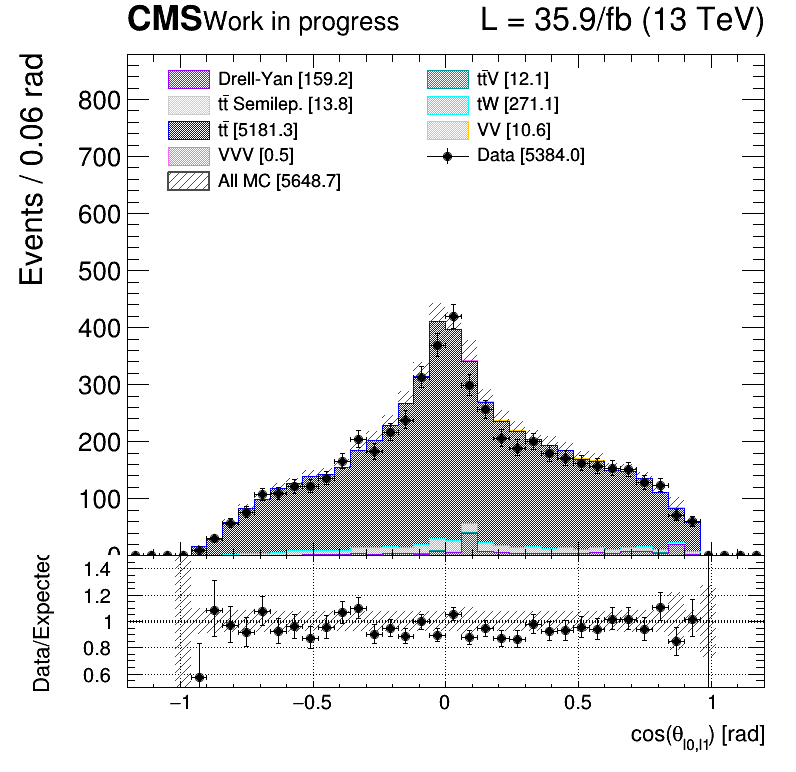 CMS Work in progress L = 35.9/fb (13 TeV)
Events / 0.06 rad
Drell-Yan [159.2]
tt̄ Semilep. [13.8]
tt̄ [5181.3]
VVV [0.5]
All MC [5648.7]
tt̄V [12.1]
tW [271.1]
VV [10.6]
Data [5384.0]
800
700
600
500
400
300
200
100
0
Data/Expected
1.4
1.2
1
0.8
0.6
−1 −0.5 0 0.5 1
cos(θl0,l1) [rad]